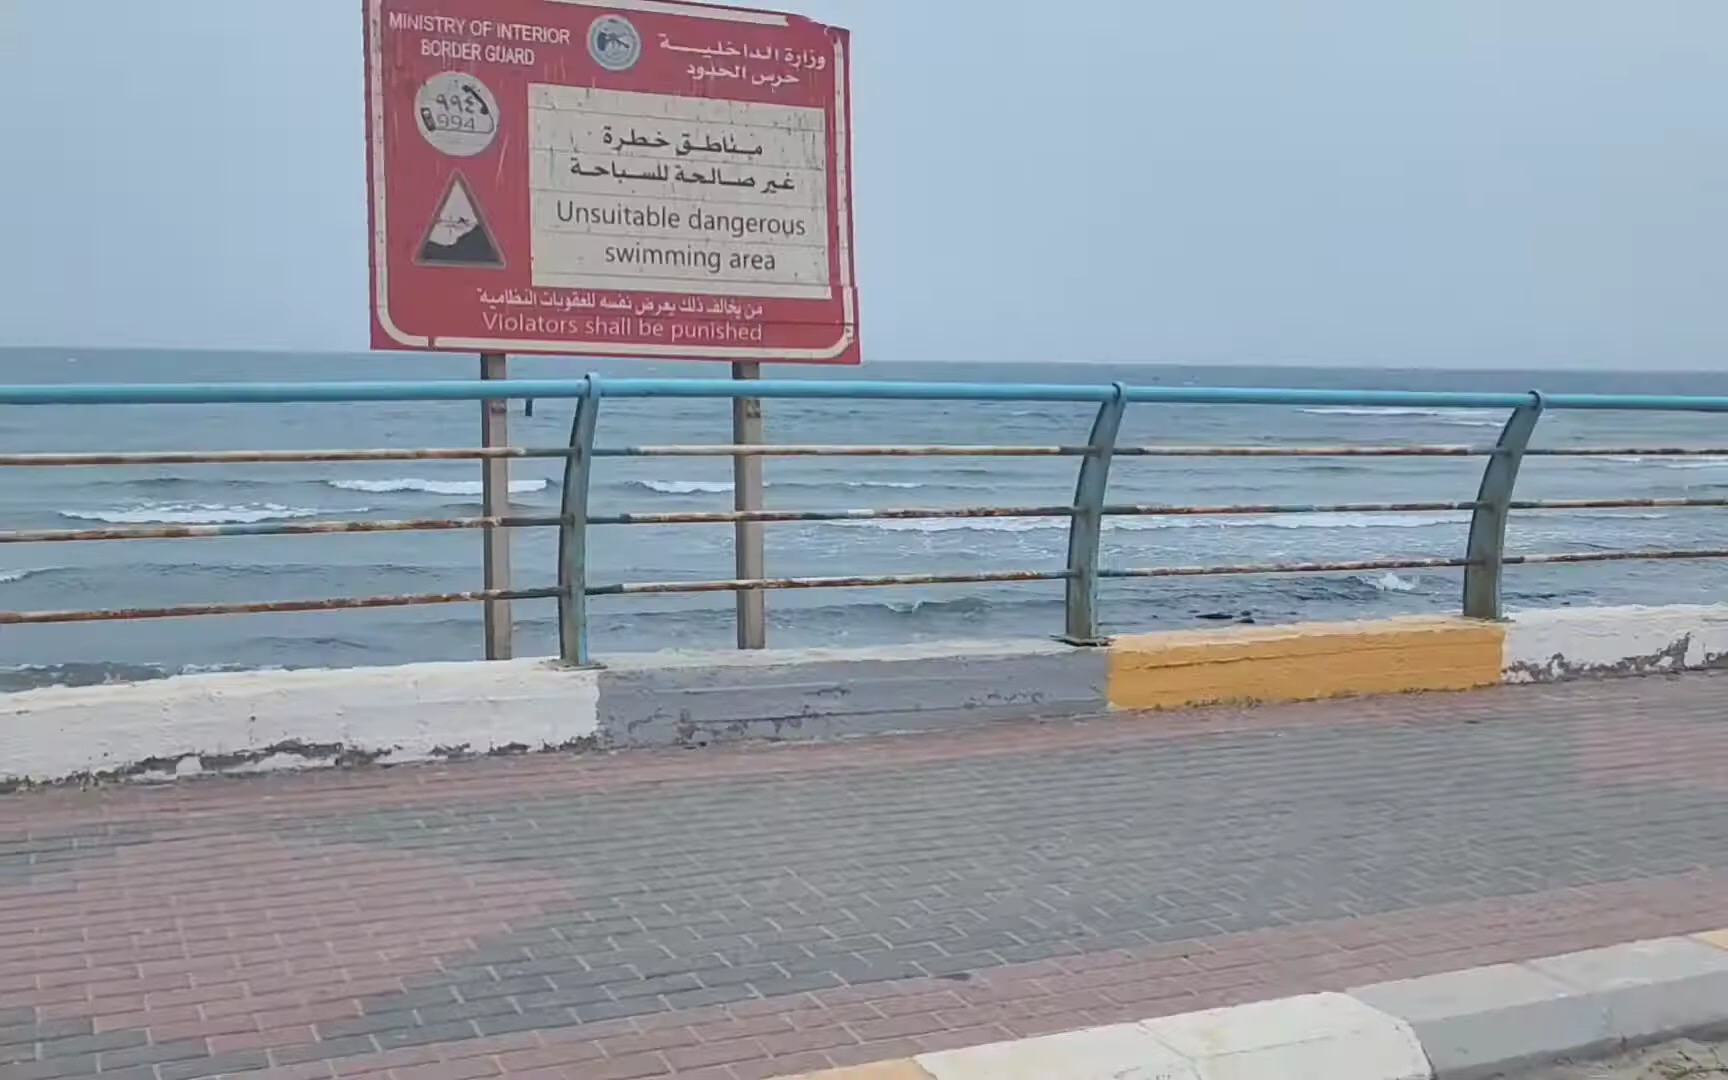 MINISTRY OF INTERIOR
BORDER GUARD
وزارة الداخلية
حرس الحدود
٩٩٤
994
مناطق خطرة
غير صالحة للسباحة
Unsuitable dangerous
swimming area
من يخالف ذلك يعرض نفسه للعقوبات النظامية
Violators shall be punished